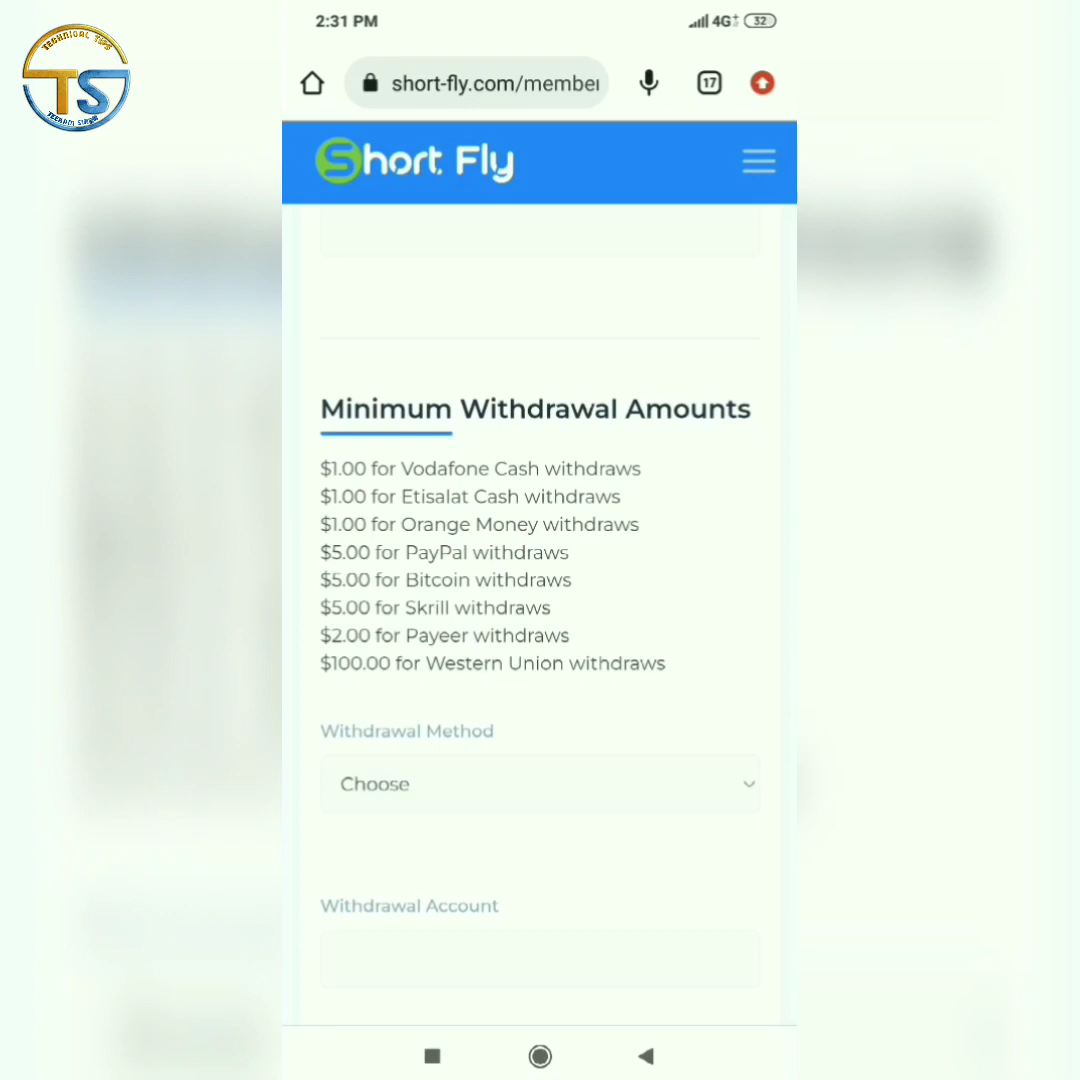 TECHNICAL TIPS
TS
2:31 PM
4G+
32
short-fly.com/member
17
Short Fly
Minimum Withdrawal Amounts
$1.00 for Vodafone Cash withdraws
$1.00 for Etisalat Cash withdraws
$1.00 for Orange Money withdraws
$5.00 for PayPal withdraws
$5.00 for Bitcoin withdraws
$5.00 for Skrill withdraws
$2.00 for Payeer withdraws
$100.00 for Western Union withdraws
Withdrawal Method
Choose
Withdrawal Account